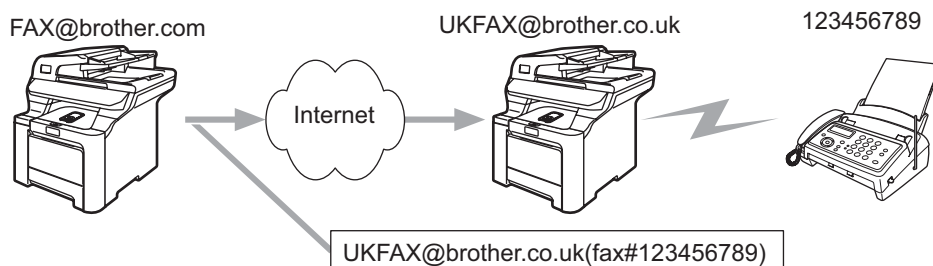 FAX@brother.com
UKFAX@brother.co.uk
123456789
Internet
UKFAX@brother.co.uk(fax#123456789)